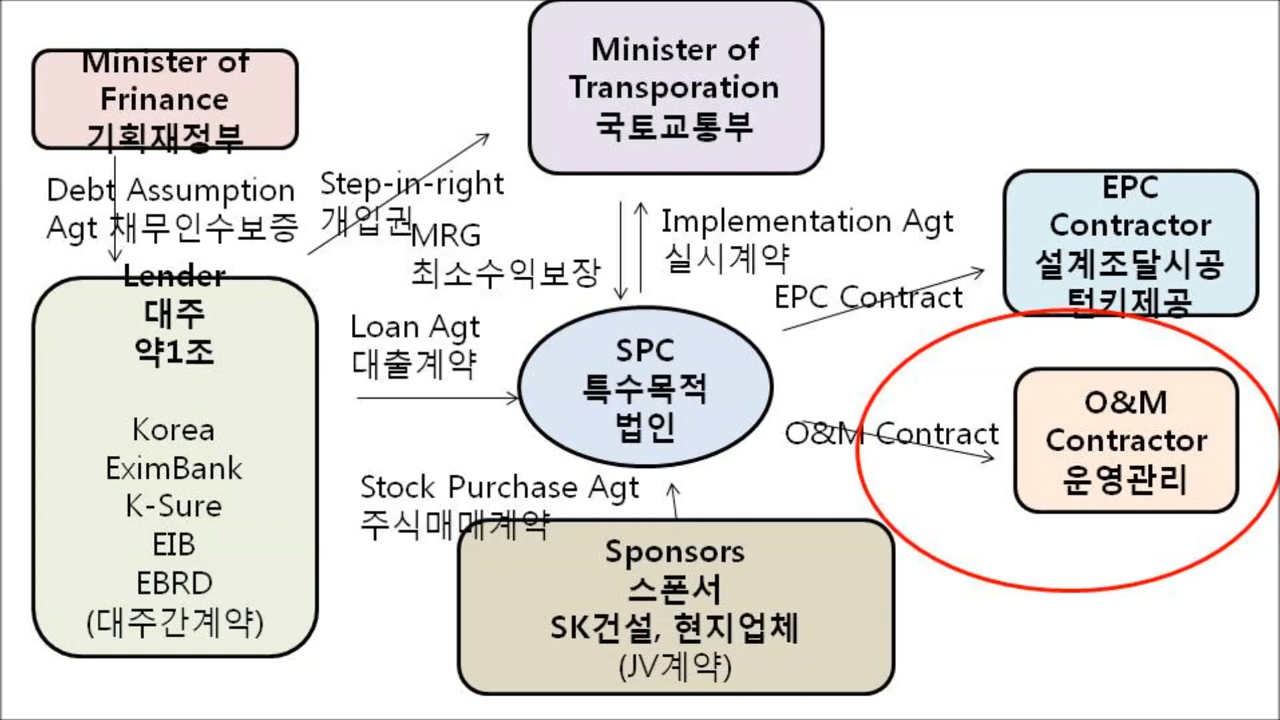 Minister of
Frinance
기획재정부
Minister of
Transporation
국토교통부
Debt Assumption
Agt 채무인수보증
Step-in-right
개입권
MRG
최소수익보장
Implementation Agt
실시계약
EPC
Contractor
설계조달시공
턴키제공
EPC Contract
Lender
대주
약1조
Korea
EximBank
K-Sure
EIB
EBRD
(대주간계약)
Loan Agt
대출계약
SPC
특수목적
법인
O&M Contract
O&M
Contractor
운영관리
Stock Purchase Agt
주식매매계약
Sponsors
스폰서
SK건설, 현지업체
(JV계약)